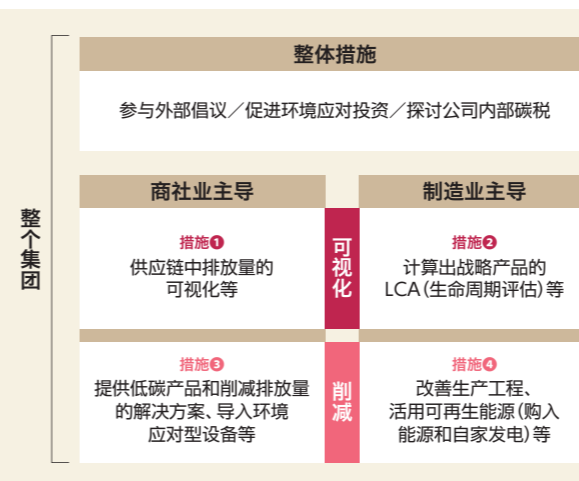 整体措施
参与外部倡议／促进环境应对投资／探讨公司内部碳税
整个集团
商社业主导
制造业主导
措施❶
供应链中排放量的
可视化等
可视化
措施❷
计算出战略产品的
LCA（生命周期评估）等
措施❸
提供低碳产品和削减排放量
的解决方案、导入环境
应对型设备等
削减
措施❹
改善生产工程、
活用可再生能源（购入
能源和自家发电）等